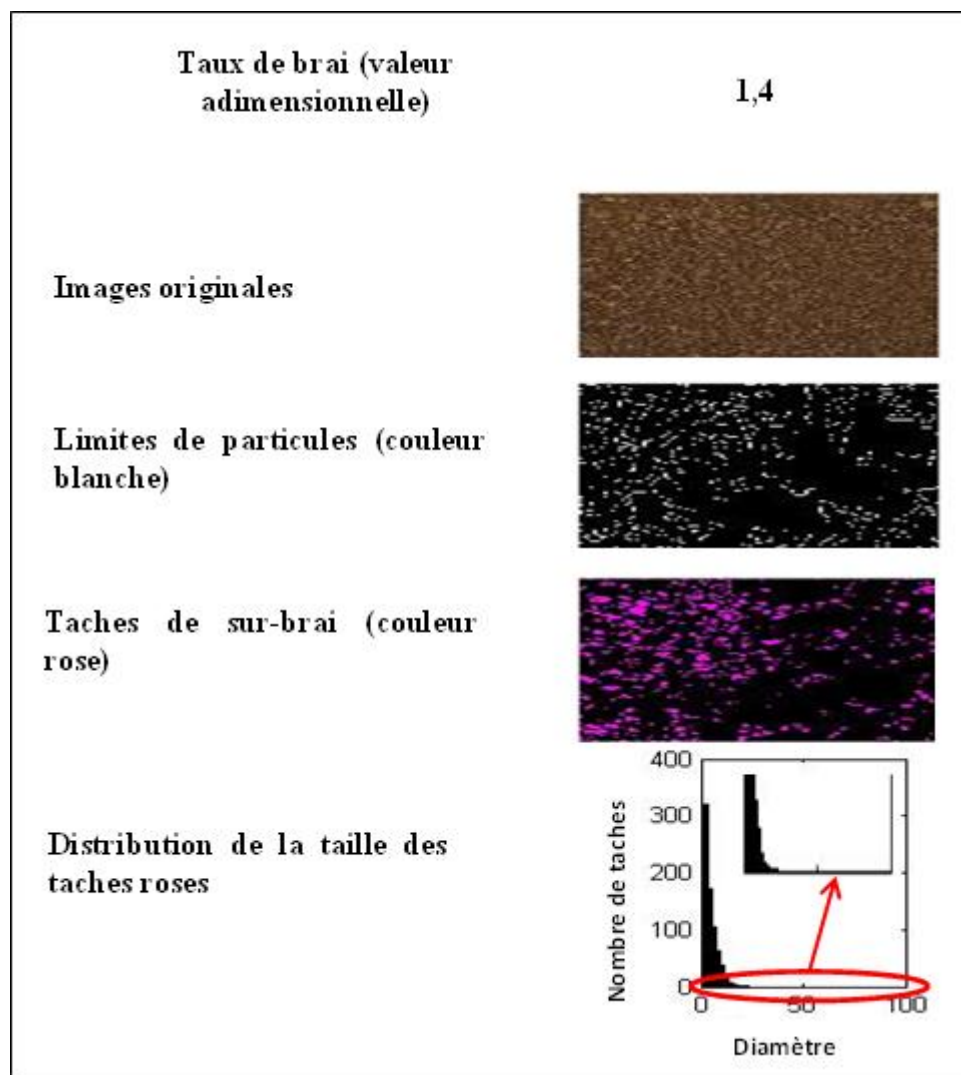 Taux de brai (valeur
adimensionnelle)
1,4
Images originales
Limites de particules (couleur
blanche)
Taches de sur-brai (couleur
rose)
Distribution de la taille des
taches roses
Nombre de taches
400
300
200
100
0
0 50 100
Diamètre